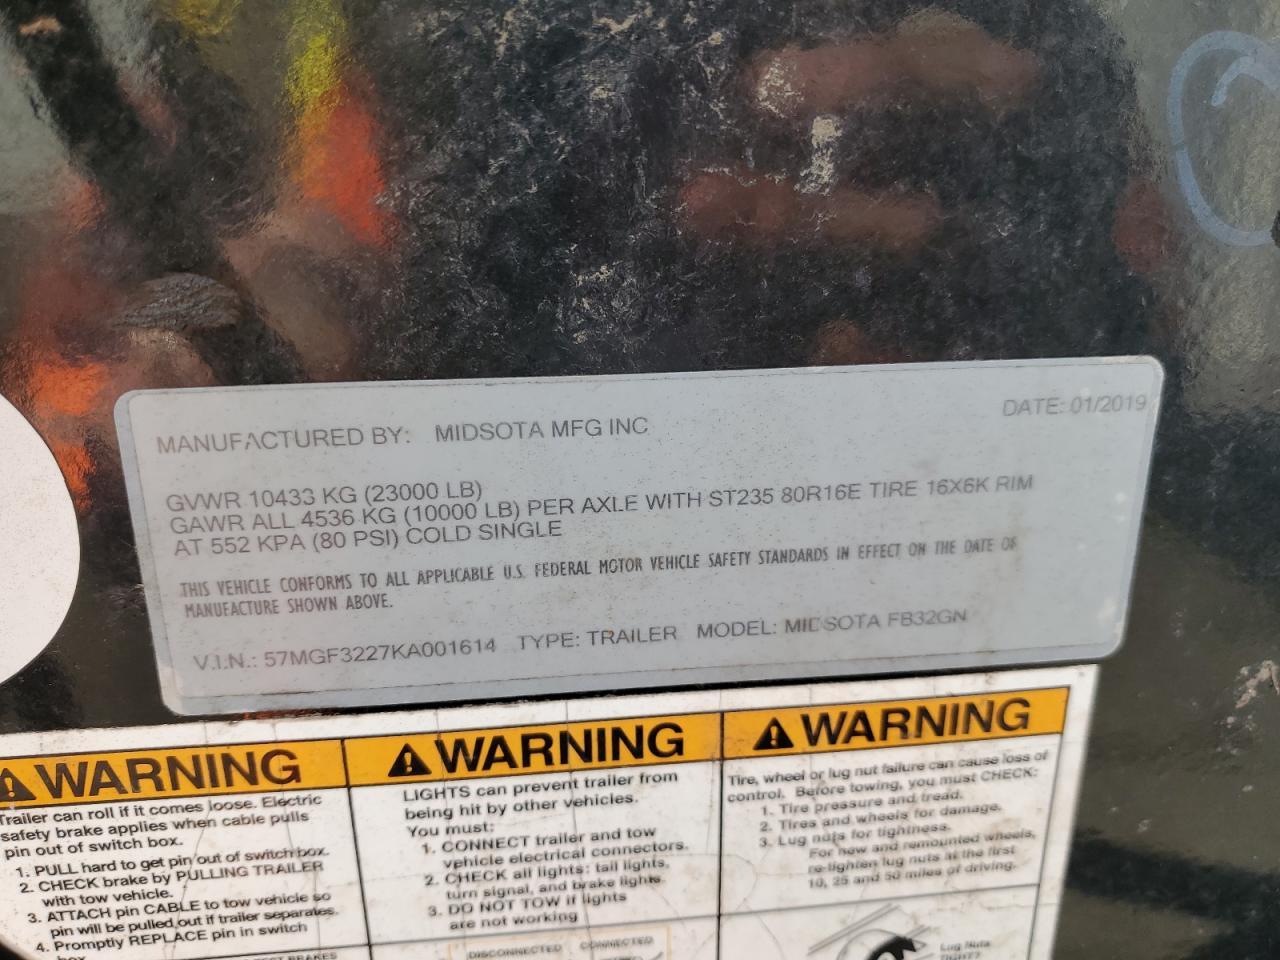 MANUFACTURED BY: MIDSOTA MFG INC
DATE: 01/2019
GVWR 10433 KG (23000 LB)
GAWR ALL 4536 KG (10000 LB) PER AXLE WITH ST235 80R16E TIRE 16X6K RIM
AT 552 KPA (80 PSI) COLD SINGLE
THIS VEHICLE CONFORMS TO ALL APPLICABLE U.S. FEDERAL MOTOR VEHICLE SAFETY STANDARDS IN EFFECT ON THE DATE OF
MANUFACTURE SHOWN ABOVE.
V.I.N.: 57MGF3227KA001614 TYPE: TRAILER MODEL: MIDSOTA FB32GN
WARNING
Trailer can roll if it comes loose. Electric
safety brake applies when cable pulls
pin out of switch box.
1. PULL hard to get pin out of switch box.
2. CHECK brake by PULLING TRAILER
with tow vehicle.
3. ATTACH pin CABLE to tow vehicle so
pin will be pulled out if trailer separates.
4. Promptly REPLACE pin in switch
box.
WARNING
LIGHTS can prevent trailer from
being hit by other vehicles.
You must:
1. CONNECT trailer and tow
vehicle electrical connectors.
2. CHECK all lights: tail lights,
turn signal, and brake lights.
3. DO NOT TOW if lights
are not working
DISCONNECTED CONNECTED
WARNING
Tire, wheel or lug nut failure can cause loss of
control. Before towing, you must CHECK:
1. Tire pressure and tread.
2. Tires and wheels for damage.
3. Lug nuts for tightness.
For new and remounted wheels,
re-tighten lug nuts at the first
10, 25 and 50 miles of driving.
Lug Nuts
TIGHT?